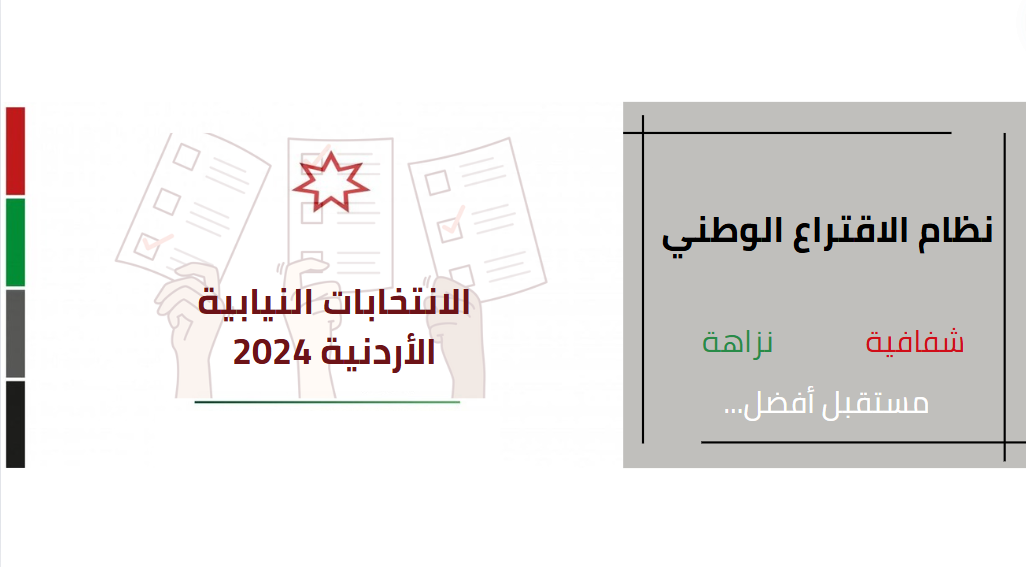 نظام الاقتراع الوطني
شفافية نزاهة
مستقبل أفضل...
الانتخابات النيابية
الأردنية 2024